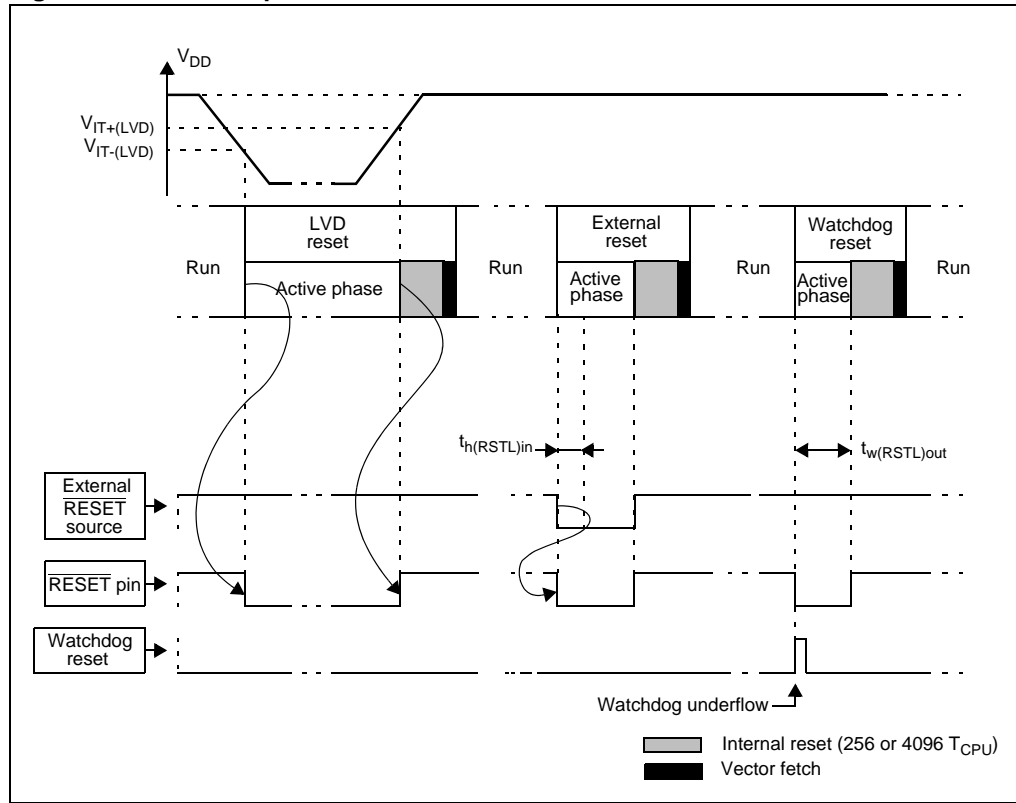 V_DD
V_IT+(LVD)
V_IT-(LVD)
LVD
reset
External
reset
Watchdog
reset
Run
Active phase
Run
Active
phase
Run
Active
phase
Run
t_h(RSTL)in
t_w(RSTL)out
External
RESET
source
RESET pin
Watchdog
reset
Watchdog underflow
Internal reset (256 or 4096 T_CPU)
Vector fetch